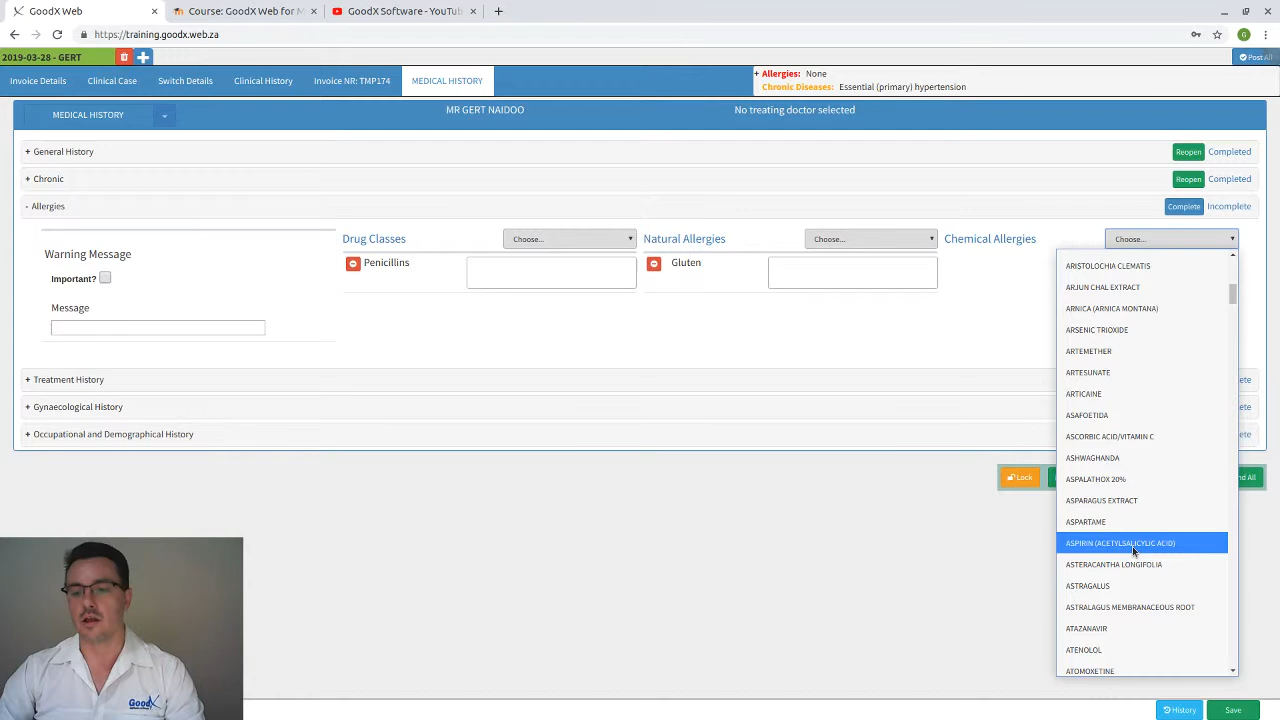 GoodX Web
Course: GoodX Web for M
GoodX Software - YouTub
https://training.goodx.web.za
G
2019-03-28 - GERT
Post All
Invoice Details
Clinical Case
Switch Details
Clinical History
Invoice NR: TMP174
MEDICAL HISTORY
+ Allergies: None
Chronic Diseases: Essential (primary) hypertension
MEDICAL HISTORY
MR GERT NAIDOO
No treating doctor selected
+ General History
Reopen Completed
+ Chronic
Reopen Completed
- Allergies
Complete Incomplete
Warning Message
Important?
Message
Drug Classes
Choose...
Penicillins
Natural Allergies
Choose...
Gluten
Chemical Allergies
Choose...
ARISTOLOCHIA CLEMATIS
ARJUN CHAL EXTRACT
ARNICA (ARNICA MONTANA)
ARSENIC TRIOXIDE
ARTEMETHER
ARTESUNATE
ARTICAINE
ASAFOETIDA
ASCORBIC ACID/VITAMIN C
ASHWAGHANDA
ASPALATHOX 20%
ASPARAGUS EXTRACT
ASPARTAME
ASPIRIN (ACETYLSALICYLIC ACID)
ASTERACANTHA LONGIFOLIA
ASTRAGALUS
ASTRALAGUS MEMBRANACEOUS ROOT
ATAZANAVIR
ATENOLOL
ATOMOXETINE
+ Treatment History
+ Gynaecological History
+ Occupational and Demographical History
Lock
All
GoodX
History
Save